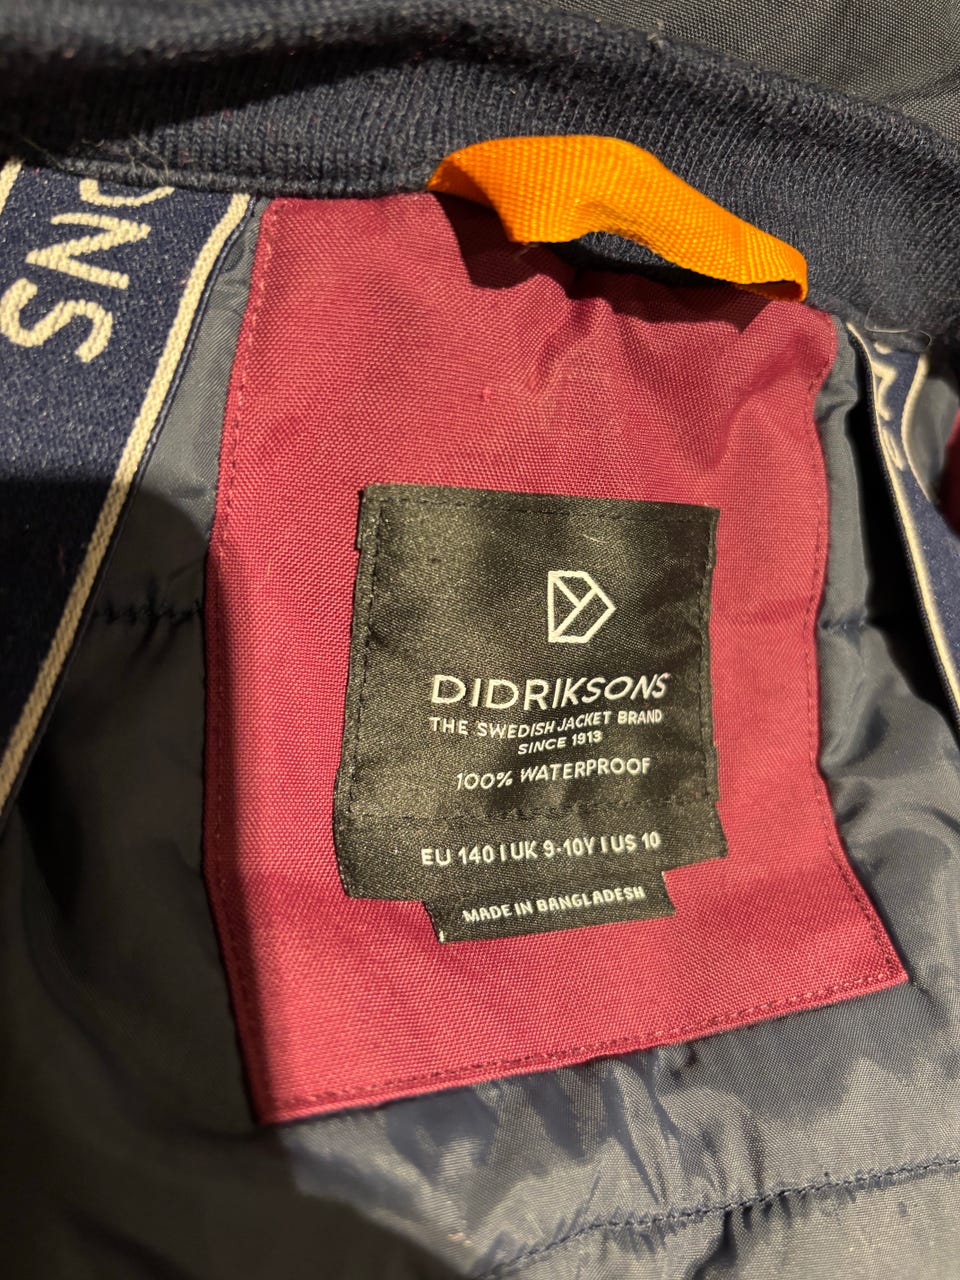 NS
DIDRIKSONS
THE SWEDISH JACKET BRAND
SINCE 1913
100% WATERPROOF
EU 140 | UK 9-10Y | US 10
MADE IN BANGLADESH